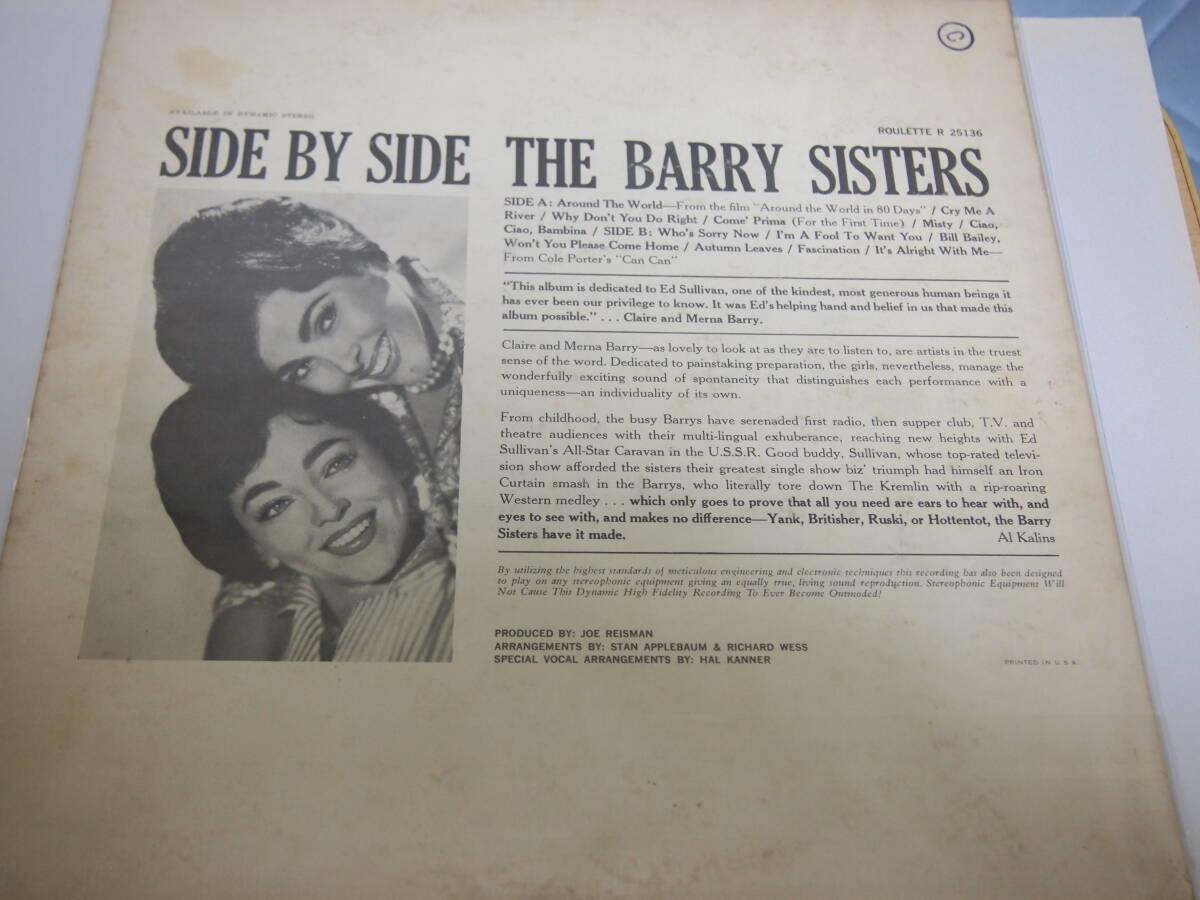 C
AVAILABLE IN DYNAMIC STEREO
ROULETTE R 25136
SIDE BY SIDE THE BARRY SISTERS
SIDE A: Around The World—From the film "Around the World in 80 Days" / Cry Me A
River / Why Don't You Do Right / Come' Prima (For the First Time) / Misty / Ciao,
Ciao, Bambina / SIDE B: Who's Sorry Now / I'm A Fool To Want You / Bill Bailey,
Won't You Please Come Home / Autumn Leaves / Fascination / It's Alright With Me—
From Cole Porter's "Can Can"
"This album is dedicated to Ed Sullivan, one of the kindest, most generous human beings it
has ever been our privilege to know. It was Ed's helping hand and belief in us that made this
album possible." . . . Claire and Merna Barry.
Claire and Merna Barry—as lovely to look at as they are to listen to, are artists in the truest
sense of the word. Dedicated to painstaking preparation, the girls, nevertheless, manage the
wonderfully exciting sound of spontaneity that distinguishes each performance with a
uniqueness—an individuality of its own.
From childhood, the busy Barrys have serenaded first radio, then supper club, T.V. and
theatre audiences with their multi-lingual exhuberance, reaching new heights with Ed
Sullivan's All-Star Caravan in the U.S.S.R. Good buddy, Sullivan, whose top-rated televi-
sion show afforded the sisters their greatest single show biz' triumph had himself an Iron
Curtain smash in the Barrys, who literally tore down The Kremlin with a rip-roaring
Western medley . . . which only goes to prove that all you need are ears to hear with, and
eyes to see with, and makes no difference—Yank, Britisher, Ruski, or Hottentot, the Barry
Sisters have it made. Al Kalins
By utilizing the highest standards of meticulous engineering and electronic techniques this recording has also been designed
to play on any stereophonic equipment giving an equally true, living sound reproduction. Stereophonic Equipment Will
Not Cause This Dynamic High Fidelity Recording To Ever Become Outmoded!
PRODUCED BY: JOE REISMAN
ARRANGEMENTS BY: STAN APPLEBAUM & RICHARD WESS
SPECIAL VOCAL ARRANGEMENTS BY: HAL KANNER
PRINTED IN U.S.A.